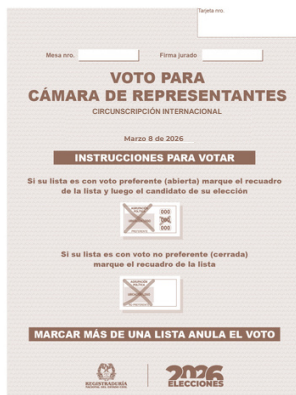 Tarjeta nro.
Mesa nro.
Firma jurado
VOTO PARA
CÁMARA DE REPRESENTANTES
CIRCUNSCRIPCIÓN INTERNACIONAL
Marzo 8 de 2026
INSTRUCCIONES PARA VOTAR
Si su lista es con voto preferente (abierta) marque el recuadro
de la lista y luego el candidato de su elección
Si su lista es con voto no preferente (cerrada)
marque el recuadro de la lista
MARCAR MÁS DE UNA LISTA ANULA EL VOTO
REGISTRADURÍA
2026
ELECCIONES